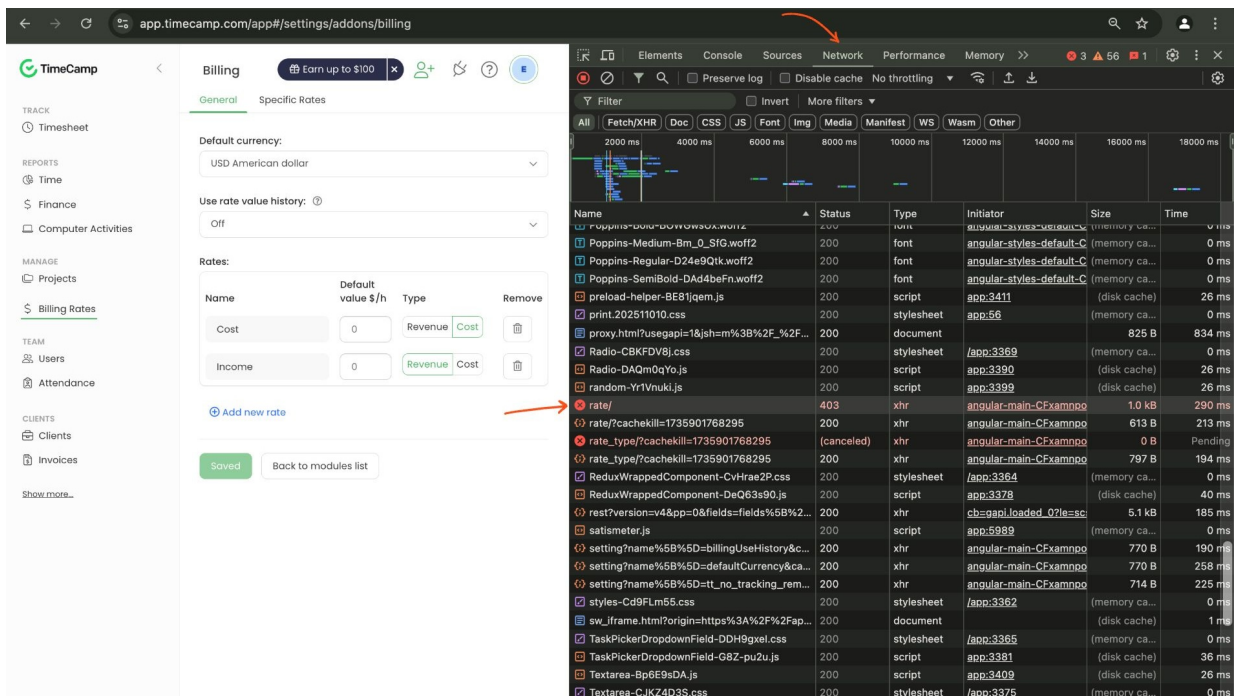 app.timecamp.com/app#/settings/addons/billing
TimeCamp
TRACK
Timesheet
REPORTS
Time
Finance
Computer Activities
MANAGE
Projects
Billing Rates
TEAM
Users
Attendance
CLIENTS
Clients
Invoices
Show more...
Billing
Earn up to $100
E
General Specific Rates
Default currency:
USD American dollar
Use rate value history:
Off
Rates:
Name Default value $/h Type Remove
Cost 0 Revenue Cost
Income 0 Revenue Cost
Add new rate
Saved Back to modules list
Elements Console Sources Network Performance Memory 3 56 1
Preserve log Disable cache No throttling
Filter Invert More filters
All Fetch/XHR Doc CSS JS Font Img Media Manifest WS Wasm Other
2000 ms 4000 ms 6000 ms 8000 ms 10000 ms 12000 ms 14000 ms 16000 ms 18000 ms
Name Status Type Initiator Size Time
200 font angular-styles-default-C (memory ca... 0 ms
Poppins-Medium-Bm_0_SfG.woff2 200 font angular-styles-default-C (memory ca... 0 ms
Poppins-Regular-D24e9Qtk.woff2 200 font angular-styles-default-C (memory ca... 0 ms
Poppins-SemiBold-DAd4beFn.woff2 200 font angular-styles-default-C (memory ca... 0 ms
preload-helper-BE81jqem.js 200 script app:3411 (disk cache) 26 ms
print.202511010.css 200 stylesheet app:56 (memory ca... 0 ms
proxy.html?usegapi=1&jsh=m%3B%2F_%2F... 200 document 825 B 834 ms
Radio-CBKFDV8j.css 200 stylesheet /app:3369 (memory ca... 0 ms
Radio-DAQm0qYo.js 200 script app:3390 (disk cache) 26 ms
random-Yr1Vnuki.js 200 script app:3399 (disk cache) 26 ms
rate/ 403 xhr angular-main-CFxamnpo 1.0 kB 290 ms
rate/?cachekill=1735901768295 200 xhr angular-main-CFxamnpo 613 B 213 ms
rate_type/?cachekill=1735901768295 (canceled) xhr angular-main-CFxamnpo 0 B Pending
rate_type/?cachekill=1735901768295 200 xhr angular-main-CFxamnpo 797 B 194 ms
ReduxWrappedComponent-CvHrae2P.css 200 stylesheet /app:3364 (memory ca... 0 ms
ReduxWrappedComponent-DeQ63s90.js 200 script app:3378 (disk cache) 40 ms
rest?version=v4&pp=0&fields=fields%5B%2... 200 xhr cb=gapi.loaded_0?le=sc 5.1 kB 185 ms
satismeter.js 200 script app:5989 (memory ca... 0 ms
setting?name%5B%5D=billingUseHistory&c... 200 xhr angular-main-CFxamnpo 770 B 190 ms
setting?name%5B%5D=defaultCurrency&ca... 200 xhr angular-main-CFxamnpo 770 B 258 ms
setting?name%5B%5D=tt_no_tracking_rem... 200 xhr angular-main-CFxamnpo 714 B 225 ms
styles-Cd9FLm55.css 200 stylesheet /app:3362 (memory ca... 0 ms
sw_iframe.html?origin=https%3A%2F%2Fap... 200 document (disk cache) 1 ms
TaskPickerDropdownField-DDH9gxel.css 200 stylesheet /app:3365 (memory ca... 0 ms
TaskPickerDropdownField-G8Z-pu2u.js 200 script app:3381 (disk cache) 36 ms
Textarea-Bp6E9sDA.js 200 script app:3409 (disk cache) 26 ms
Textarea-CJKZ4D3S.css 200 stylesheet /app:3375 (memory ca... 0 ms